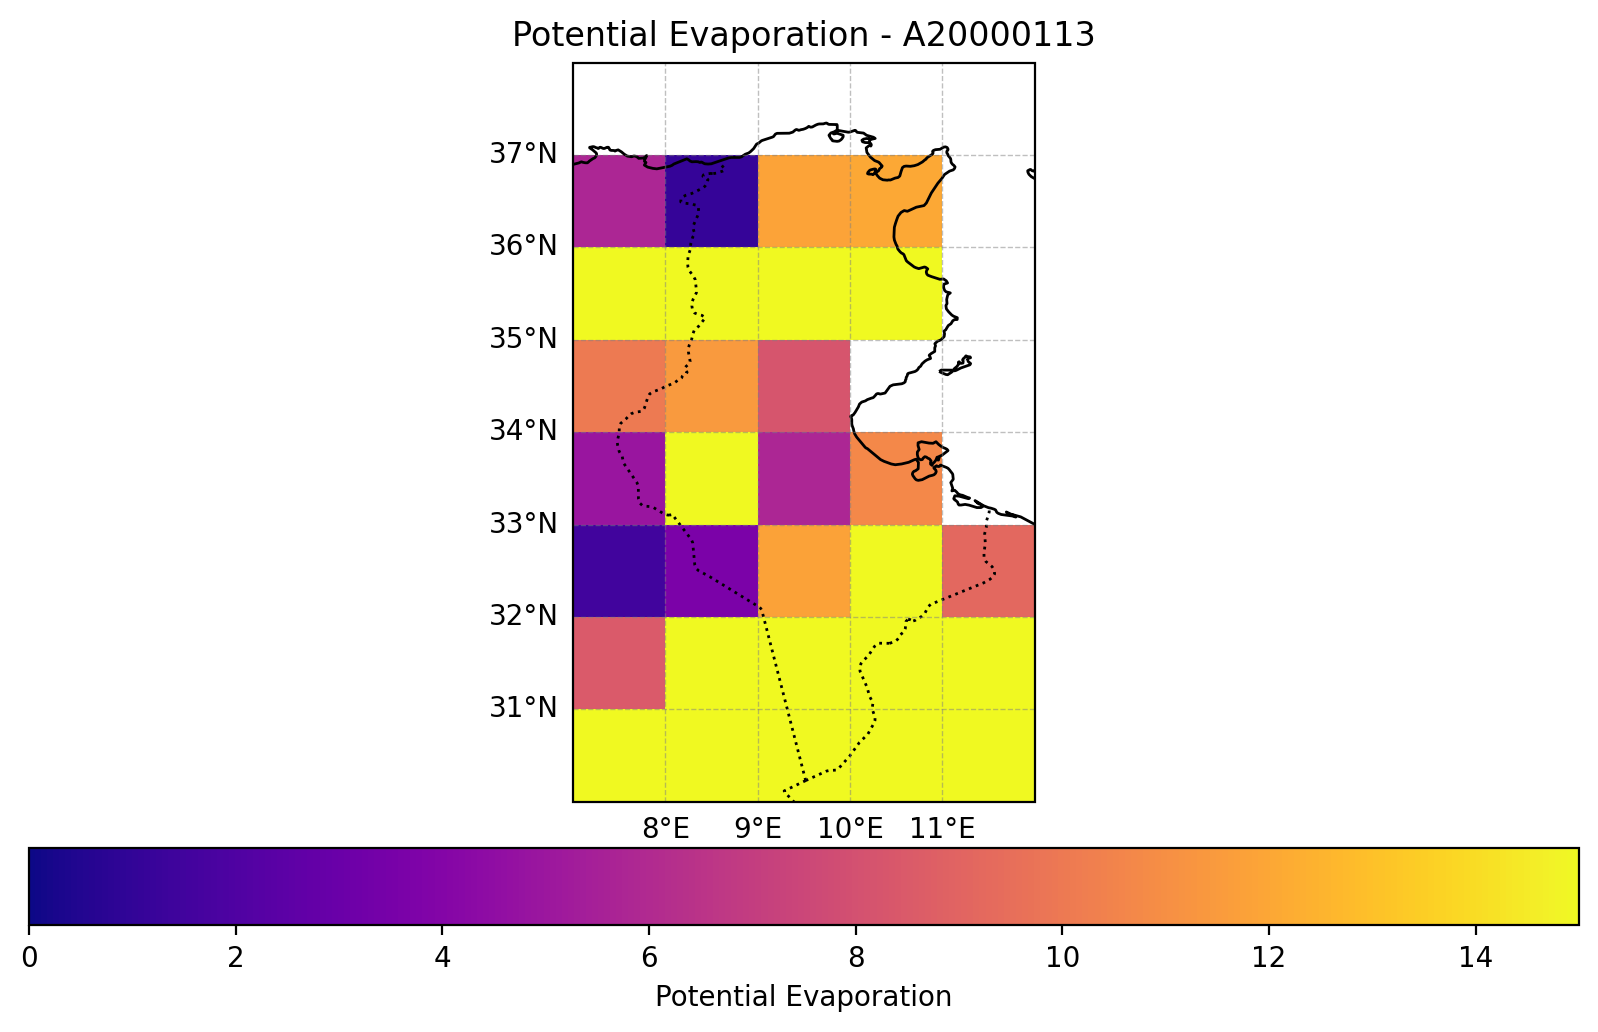 Potential Evaporation - A20000113
37°N
36°N
35°N
34°N
33°N
32°N
31°N
8°E 9°E 10°E 11°E
0 2 4 6 8 10 12 14
Potential Evaporation